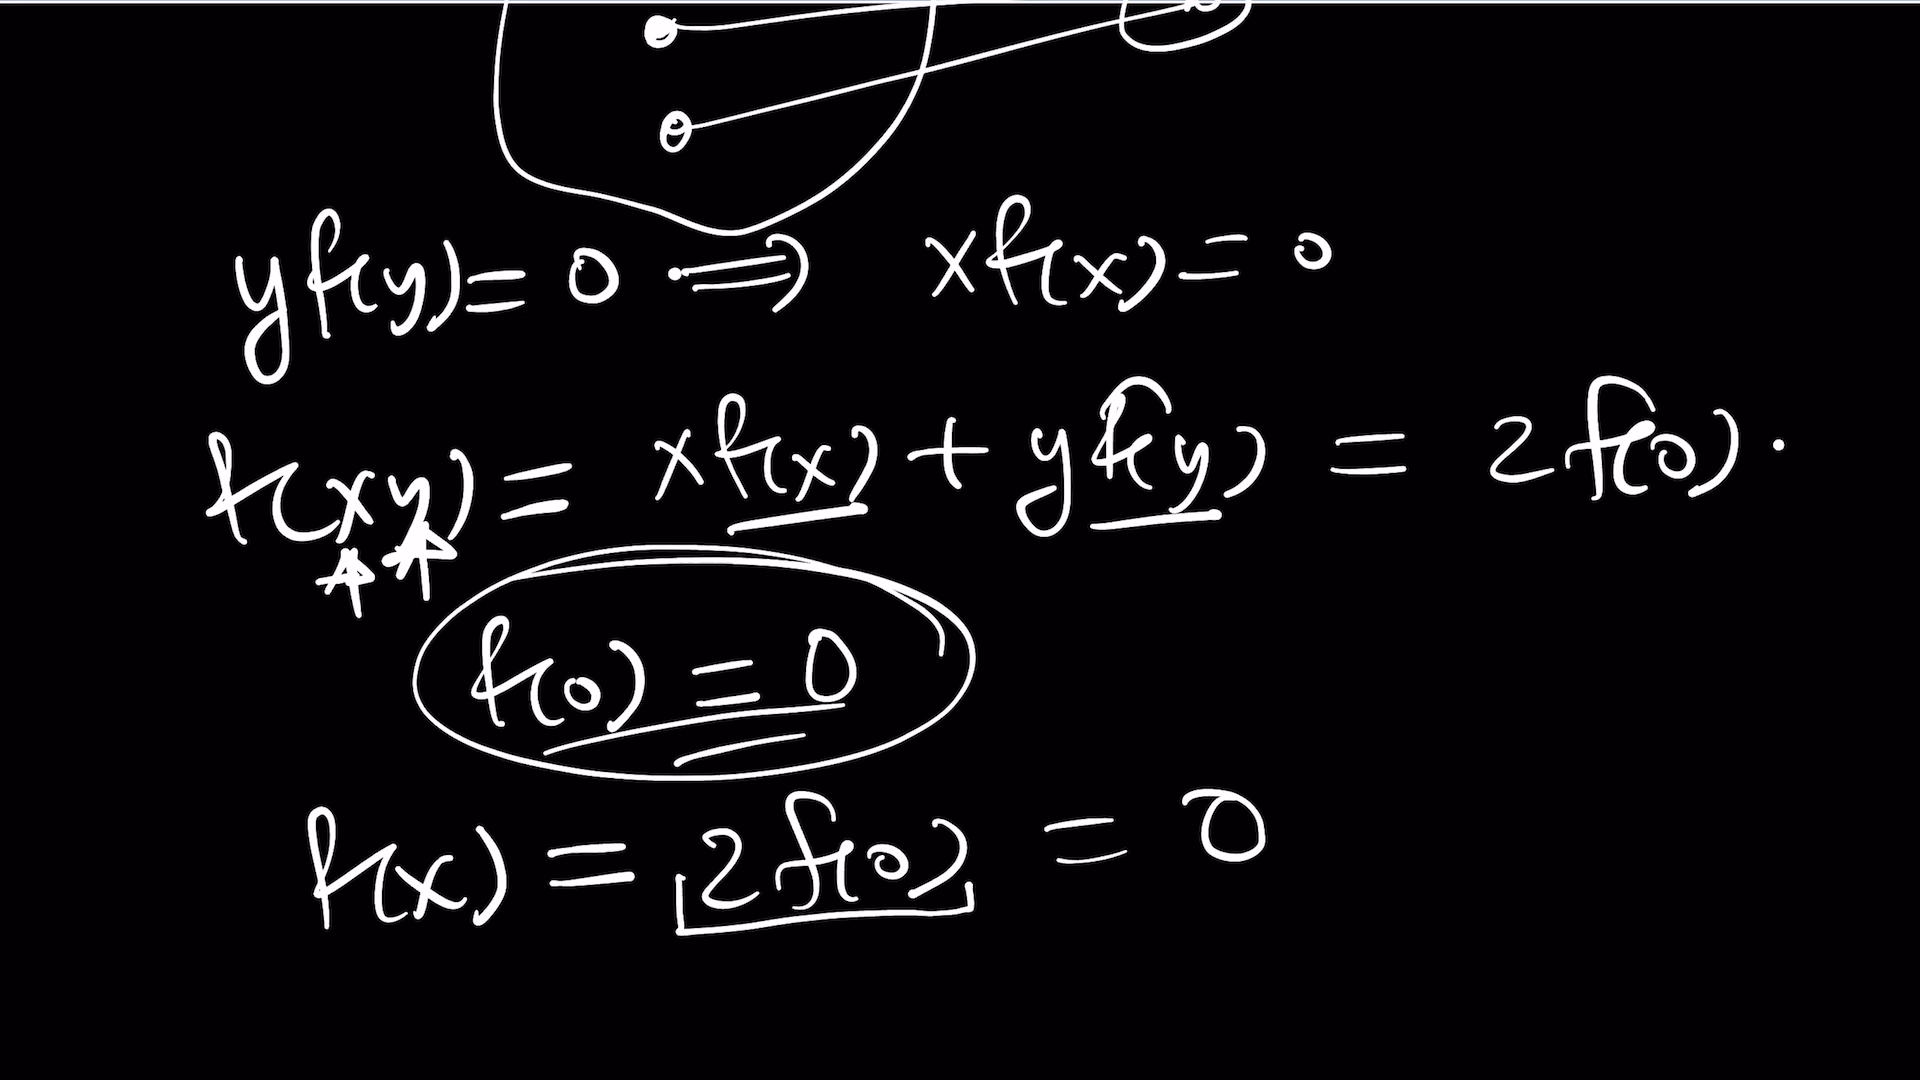 yf(y) = 0 ⇒ xf(x) = 0
f(xy) = xf(x) + yf(y) = 2f(0).
f(0) = 0
f(x) = 2f(0) = 0